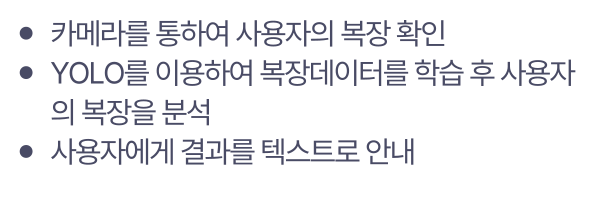 ● 카메라를 통하여 사용자의 복장 확인
● YOLO를 이용하여 복장데이터를 학습 후 사용자
의 복장을 분석
● 사용자에게 결과를 텍스트로 안내